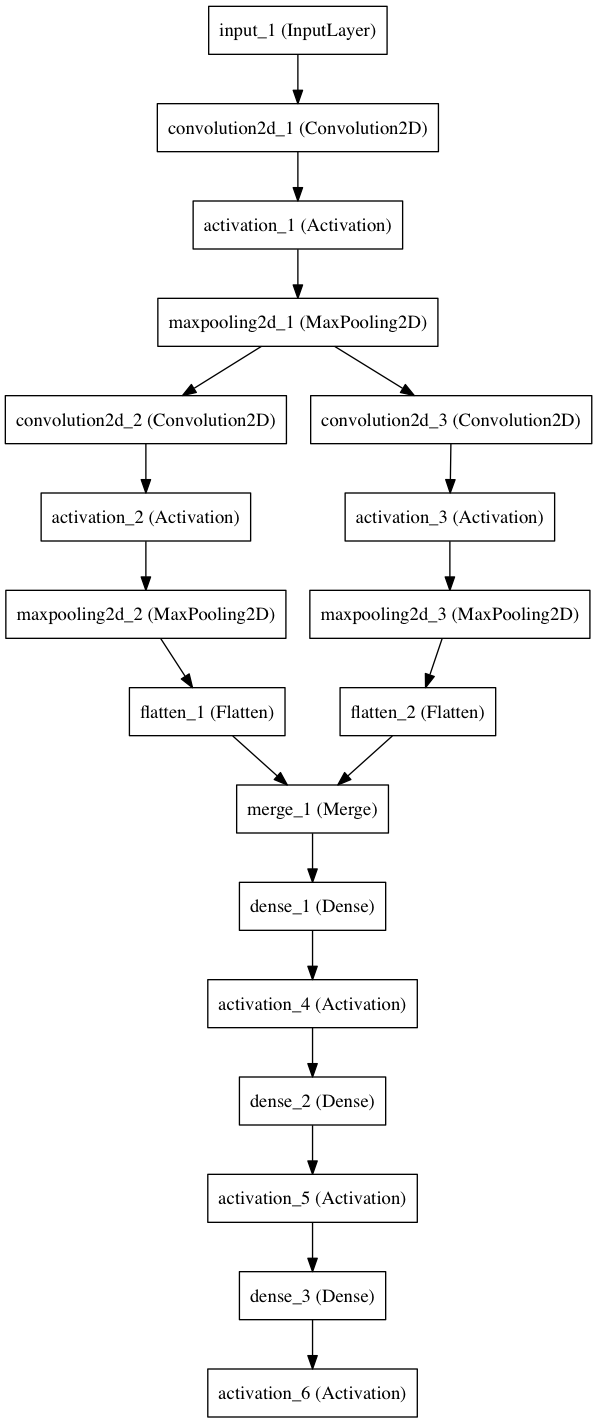 input_1 (InputLayer)
convolution2d_1 (Convolution2D)
activation_1 (Activation)
maxpooling2d_1 (MaxPooling2D)
convolution2d_2 (Convolution2D)
convolution2d_3 (Convolution2D)
activation_2 (Activation)
activation_3 (Activation)
maxpooling2d_2 (MaxPooling2D)
maxpooling2d_3 (MaxPooling2D)
flatten_1 (Flatten)
flatten_2 (Flatten)
merge_1 (Merge)
dense_1 (Dense)
activation_4 (Activation)
dense_2 (Dense)
activation_5 (Activation)
dense_3 (Dense)
activation_6 (Activation)